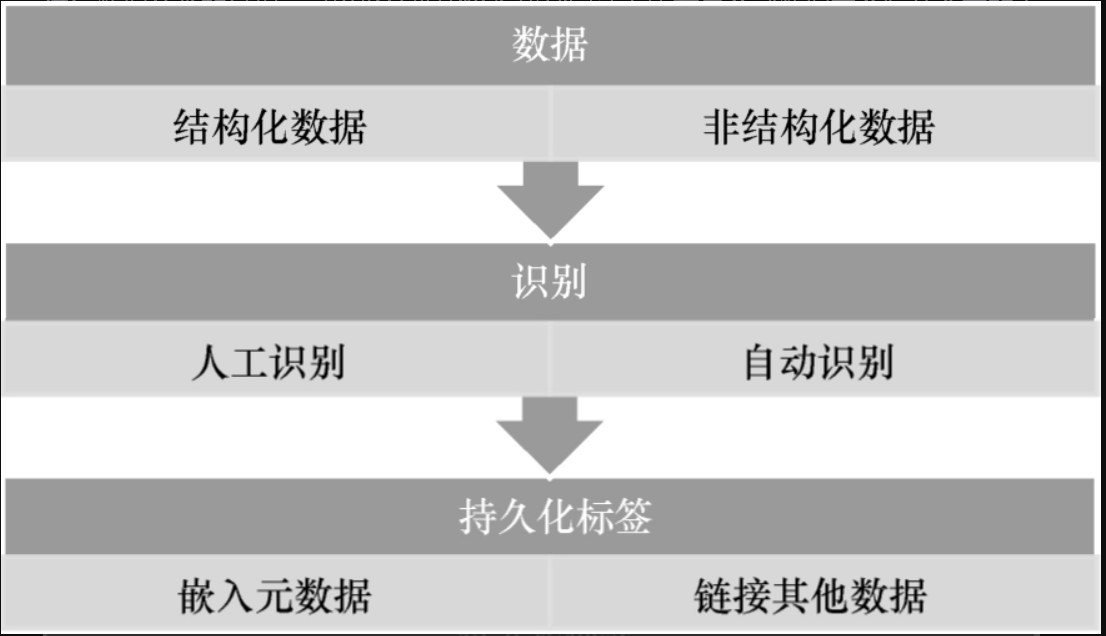 数据
结构化数据 非结构化数据
识别
人工识别 自动识别
持久化标签
嵌入元数据 链接其他数据